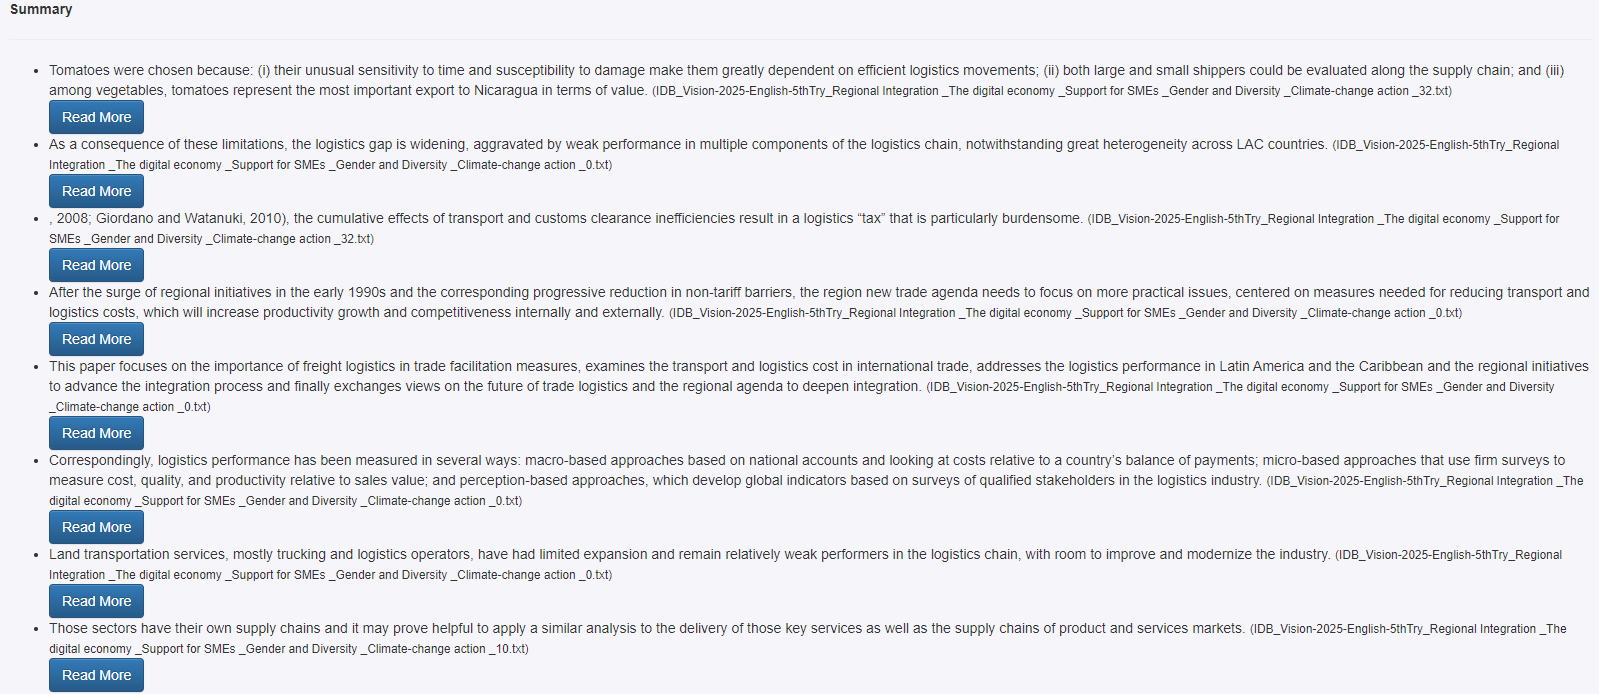 Summary
Tomatoes were chosen because: (i) their unusual sensitivity to time and susceptibility to damage make them greatly dependent on efficient logistics movements; (ii) both large and small shippers could be evaluated along the supply chain; and (iii)
among vegetables, tomatoes represent the most important export to Nicaragua in terms of value. (IDB_Vision-2025-English-5thTry_Regional Integration _The digital economy _Support for SMEs _Gender and Diversity _Climate-change action _32.txt)
Read More
As a consequence of these limitations, the logistics gap is widening, aggravated by weak performance in multiple components of the logistics chain, notwithstanding great heterogeneity across LAC countries. (IDB_Vision-2025-English-5thTry_Regional
Integration _The digital economy _Support for SMEs _Gender and Diversity _Climate-change action _0.txt)
Read More
, 2008; Giordano and Watanuki, 2010), the cumulative effects of transport and customs clearance inefficiencies result in a logistics “tax” that is particularly burdensome. (IDB_Vision-2025-English-5thTry_Regional Integration _The digital economy _Support for
SMEs _Gender and Diversity _Climate-change action _32.txt)
Read More
After the surge of regional initiatives in the early 1990s and the corresponding progressive reduction in non-tariff barriers, the region new trade agenda needs to focus on more practical issues, centered on measures needed for reducing transport and
logistics costs, which will increase productivity growth and competitiveness internally and externally. (IDB_Vision-2025-English-5thTry_Regional Integration _The digital economy _Support for SMEs _Gender and Diversity _Climate-change action _0.txt)
Read More
This paper focuses on the importance of freight logistics in trade facilitation measures, examines the transport and logistics cost in international trade, addresses the logistics performance in Latin America and the Caribbean and the regional initiatives
to advance the integration process and finally exchanges views on the future of trade logistics and the regional agenda to deepen integration. (IDB_Vision-2025-English-5thTry_Regional Integration _The digital economy _Support for SMEs _Gender and Diversity
_Climate-change action _0.txt)
Read More
Correspondingly, logistics performance has been measured in several ways: macro-based approaches based on national accounts and looking at costs relative to a country’s balance of payments; micro-based approaches that use firm surveys to
measure cost, quality, and productivity relative to sales value; and perception-based approaches, which develop global indicators based on surveys of qualified stakeholders in the logistics industry. (IDB_Vision-2025-English-5thTry_Regional Integration _The
digital economy _Support for SMEs _Gender and Diversity _Climate-change action _0.txt)
Read More
Land transportation services, mostly trucking and logistics operators, have had limited expansion and remain relatively weak performers in the logistics chain, with room to improve and modernize the industry. (IDB_Vision-2025-English-5thTry_Regional
Integration _The digital economy _Support for SMEs _Gender and Diversity _Climate-change action _0.txt)
Read More
Those sectors have their own supply chains and it may prove helpful to apply a similar analysis to the delivery of those key services as well as the supply chains of product and services markets. (IDB_Vision-2025-English-5thTry_Regional Integration _The
digital economy _Support for SMEs _Gender and Diversity _Climate-change action _10.txt)
Read More